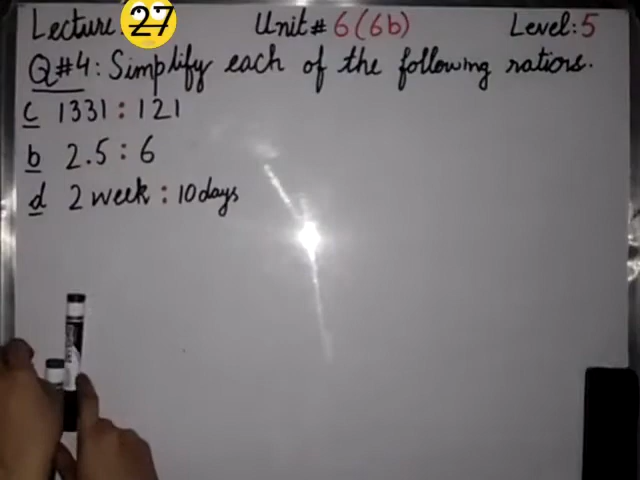 Lecture: 27 Unit# 6(6b) Level: 5
Q#4: Simplify each of the following rations.
c 1331 : 121
b 2.5 : 6
d 2 week : 10 days